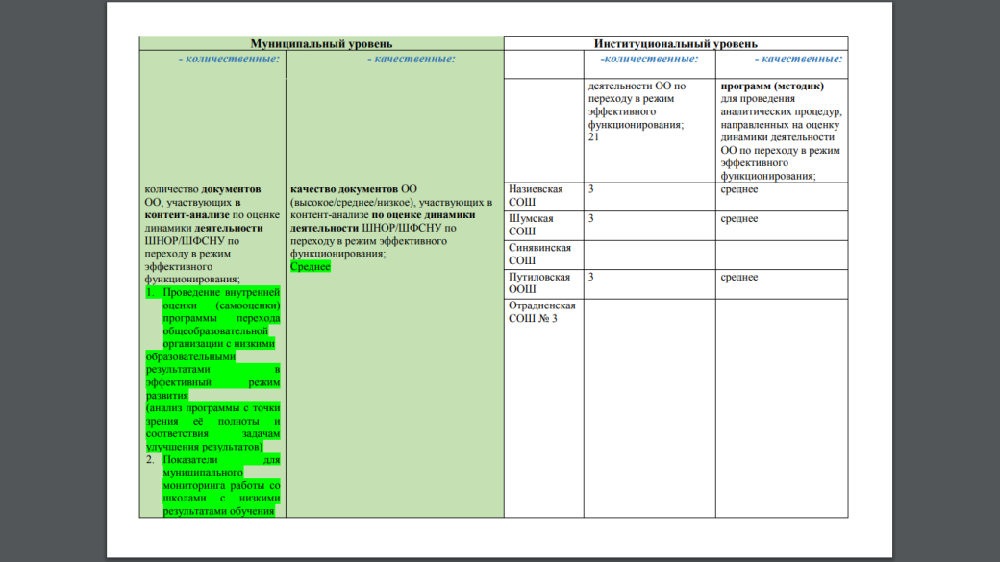 Муниципальный уровень
Институциональный уровень
- количественные:
- качественные:
-количественные:
- качественные:
деятельности ОО по
переходу в режим
эффективного
функционирования;
21
программ (методик)
для проведения
аналитических процедур,
направленных на оценку
динамики деятельности
ОО по переходу в режим
эффективного
функционирования;
количество документов
ОО, участвующих в
контент-анализе по оценке
динамики деятельности
ШНОР/ШФСНУ по
переходу в режим
эффективного
функционирования;
1. Проведение внутренней
оценки (самооценки)
программы перехода
общеобразовательной
организации с низкими
образовательными
результатами в
эффективный режим
развития
(анализ программы с точки
зрения её полноты и
соответствия задачам
улучшения результатов)
2. Показатели для
муниципального
мониторинга работы со
школами с низкими
результатами обучения
качество документов ОО
(высокое/среднее/низкое), участвующих в
контент-анализе по оценке динамики
деятельности ШНОР/ШФСНУ по
переходу в режим эффективного
функционирования;
Среднее
Назиевская
СОШ
3
среднее
Шумская
СОШ
3
среднее
Синявинская
СОШ
Путиловская
ООШ
3
среднее
Отрадненская
СОШ № 3